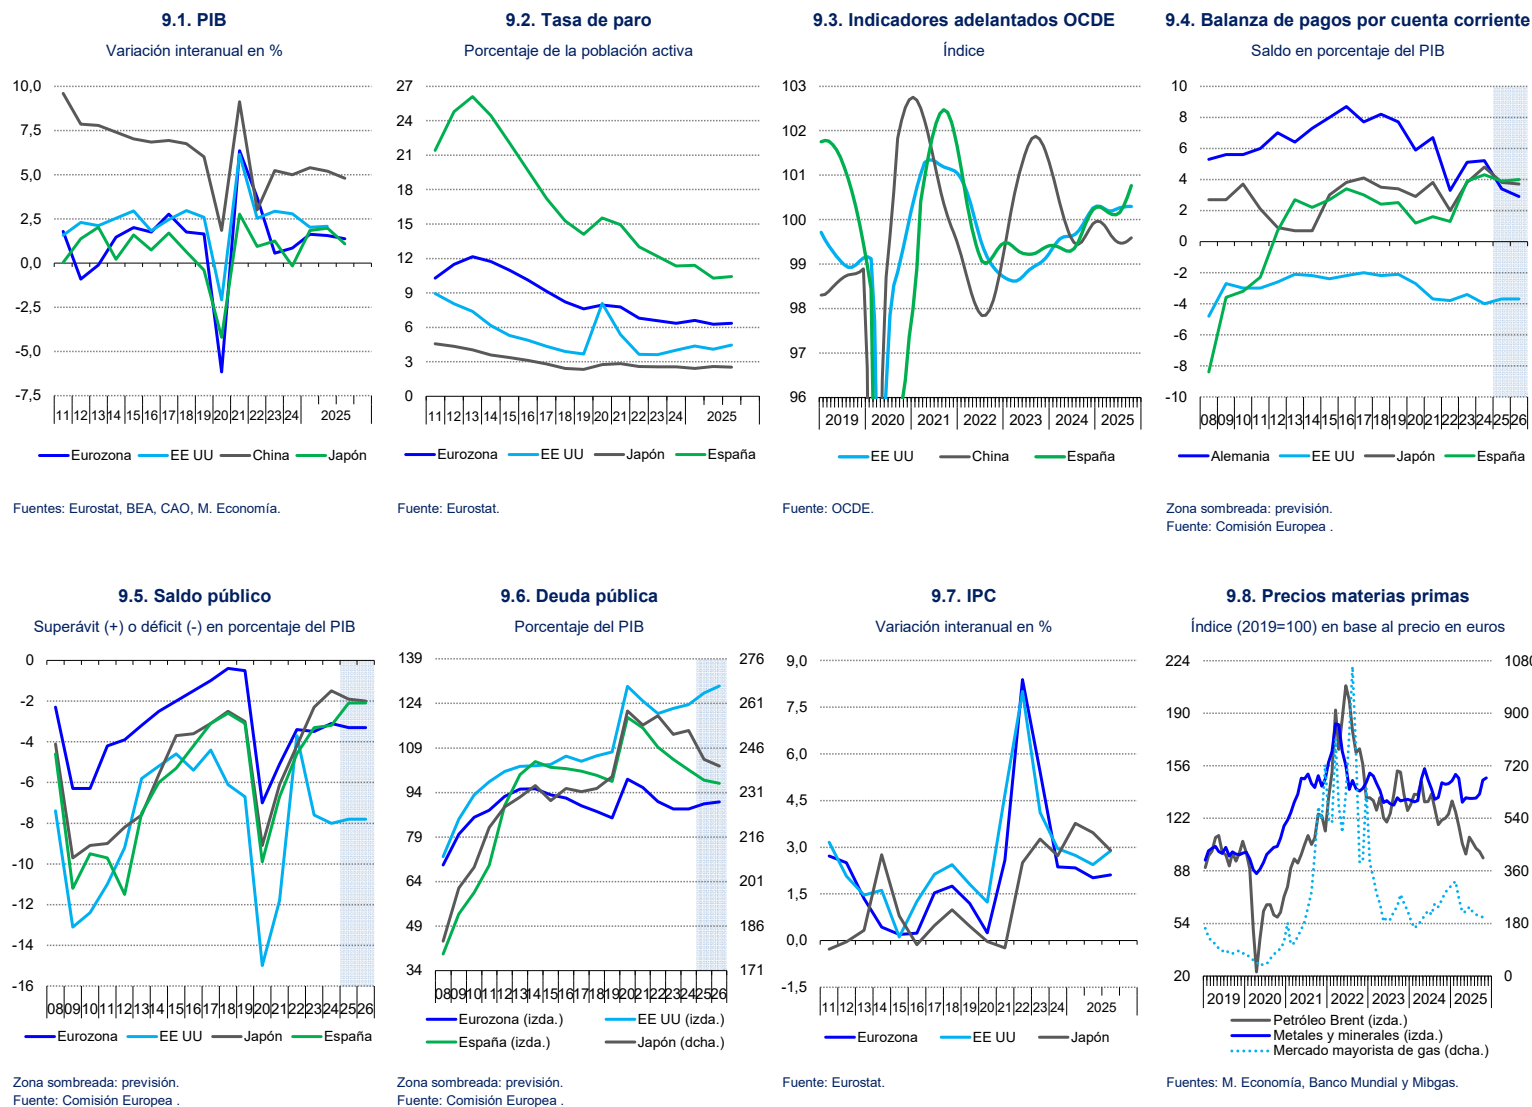 9.1. PIB
Variación interanual en %
10,0
7,5
5,0
2,5
0,0
-2,5
-5,0
-7,5
11 12 13 14 15 16 17 18 19 20 21 22 23 24 2025
Eurozona EE UU China Japón
Fuentes: Eurostat, BEA, CAO, M. Economía.
9.2. Tasa de paro
Porcentaje de la población activa
27
24
21
18
15
12
9
6
3
0
11 12 13 14 15 16 17 18 19 20 21 22 23 24 2025
Eurozona EE UU Japón España
Fuente: Eurostat.
9.3. Indicadores adelantados OCDE
Índice
103
102
101
100
99
98
97
96
2019 2020 2021 2022 2023 2024 2025
EE UU China España
Fuente: OCDE.
9.4. Balanza de pagos por cuenta corriente
Saldo en porcentaje del PIB
10
8
6
4
2
0
-2
-4
-6
-8
-10
08 09 10 11 12 13 14 15 16 17 18 19 20 21 22 23 24 25 26
Alemania EE UU Japón España
Zona sombreada: previsión.
Fuente: Comisión Europea .
9.5. Saldo público
Superávit (+) o déficit (-) en porcentaje del PIB
0
-2
-4
-6
-8
-10
-12
-14
-16
08 09 10 11 12 13 14 15 16 17 18 19 20 21 22 23 24 25 26
Eurozona EE UU Japón España
Zona sombreada: previsión.
Fuente: Comisión Europea .
9.6. Deuda pública
Porcentaje del PIB
139 276
124 261
109 246
94 231
79 216
64 201
49 186
34 171
08 09 10 11 12 13 14 15 16 17 18 19 20 21 22 23 24 25 26
Eurozona (izda.) EE UU (izda.)
España (izda.) Japón (dcha.)
Zona sombreada: previsión.
Fuente: Comisión Europea .
9.7. IPC
Variación interanual en %
9,0
7,5
6,0
4,5
3,0
1,5
0,0
-1,5
11 12 13 14 15 16 17 18 19 20 21 22 23 24 2025
Eurozona EE UU Japón
Fuente: Eurostat.
9.8. Precios materias primas
Índice (2019=100) en base al precio en euros
224 1080
190 900
156 720
122 540
88 360
54 180
20 0
2019 2020 2021 2022 2023 2024 2025
Petróleo Brent (izda.)
Metales y minerales (izda.)
Mercado mayorista de gas (dcha.)
Fuentes: M. Economía, Banco Mundial y Mibgas.